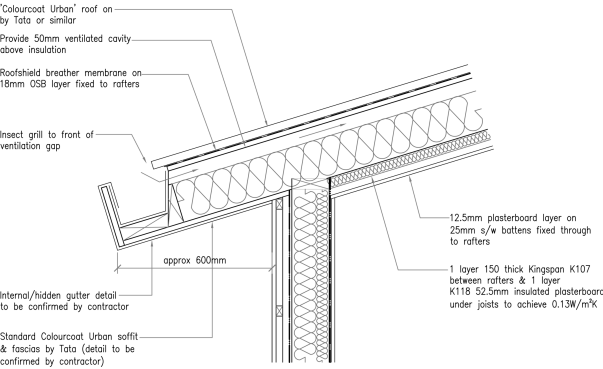 'Colourcoat Urban' roof on
by Tata or similar
Provide 50mm ventilated cavity
above insulation
Roofshield breather membrane on
18mm OSB layer fixed to rafters
Insect grill to front of
ventilation gap
approx 600mm
Internal/hidden gutter detail
to be confirmed by contractor
Standard Colourcoat Urban soffit
& fascias by Tata (detail to be
confirmed by contractor)
12.5mm plasterboard layer on
25mm s/w battens fixed through
to rafters
1 layer 150 thick Kingspan K107
between rafters & 1 layer
K118 52.5mm insulated plasterboard
under joists to achieve 0.13W/m²K